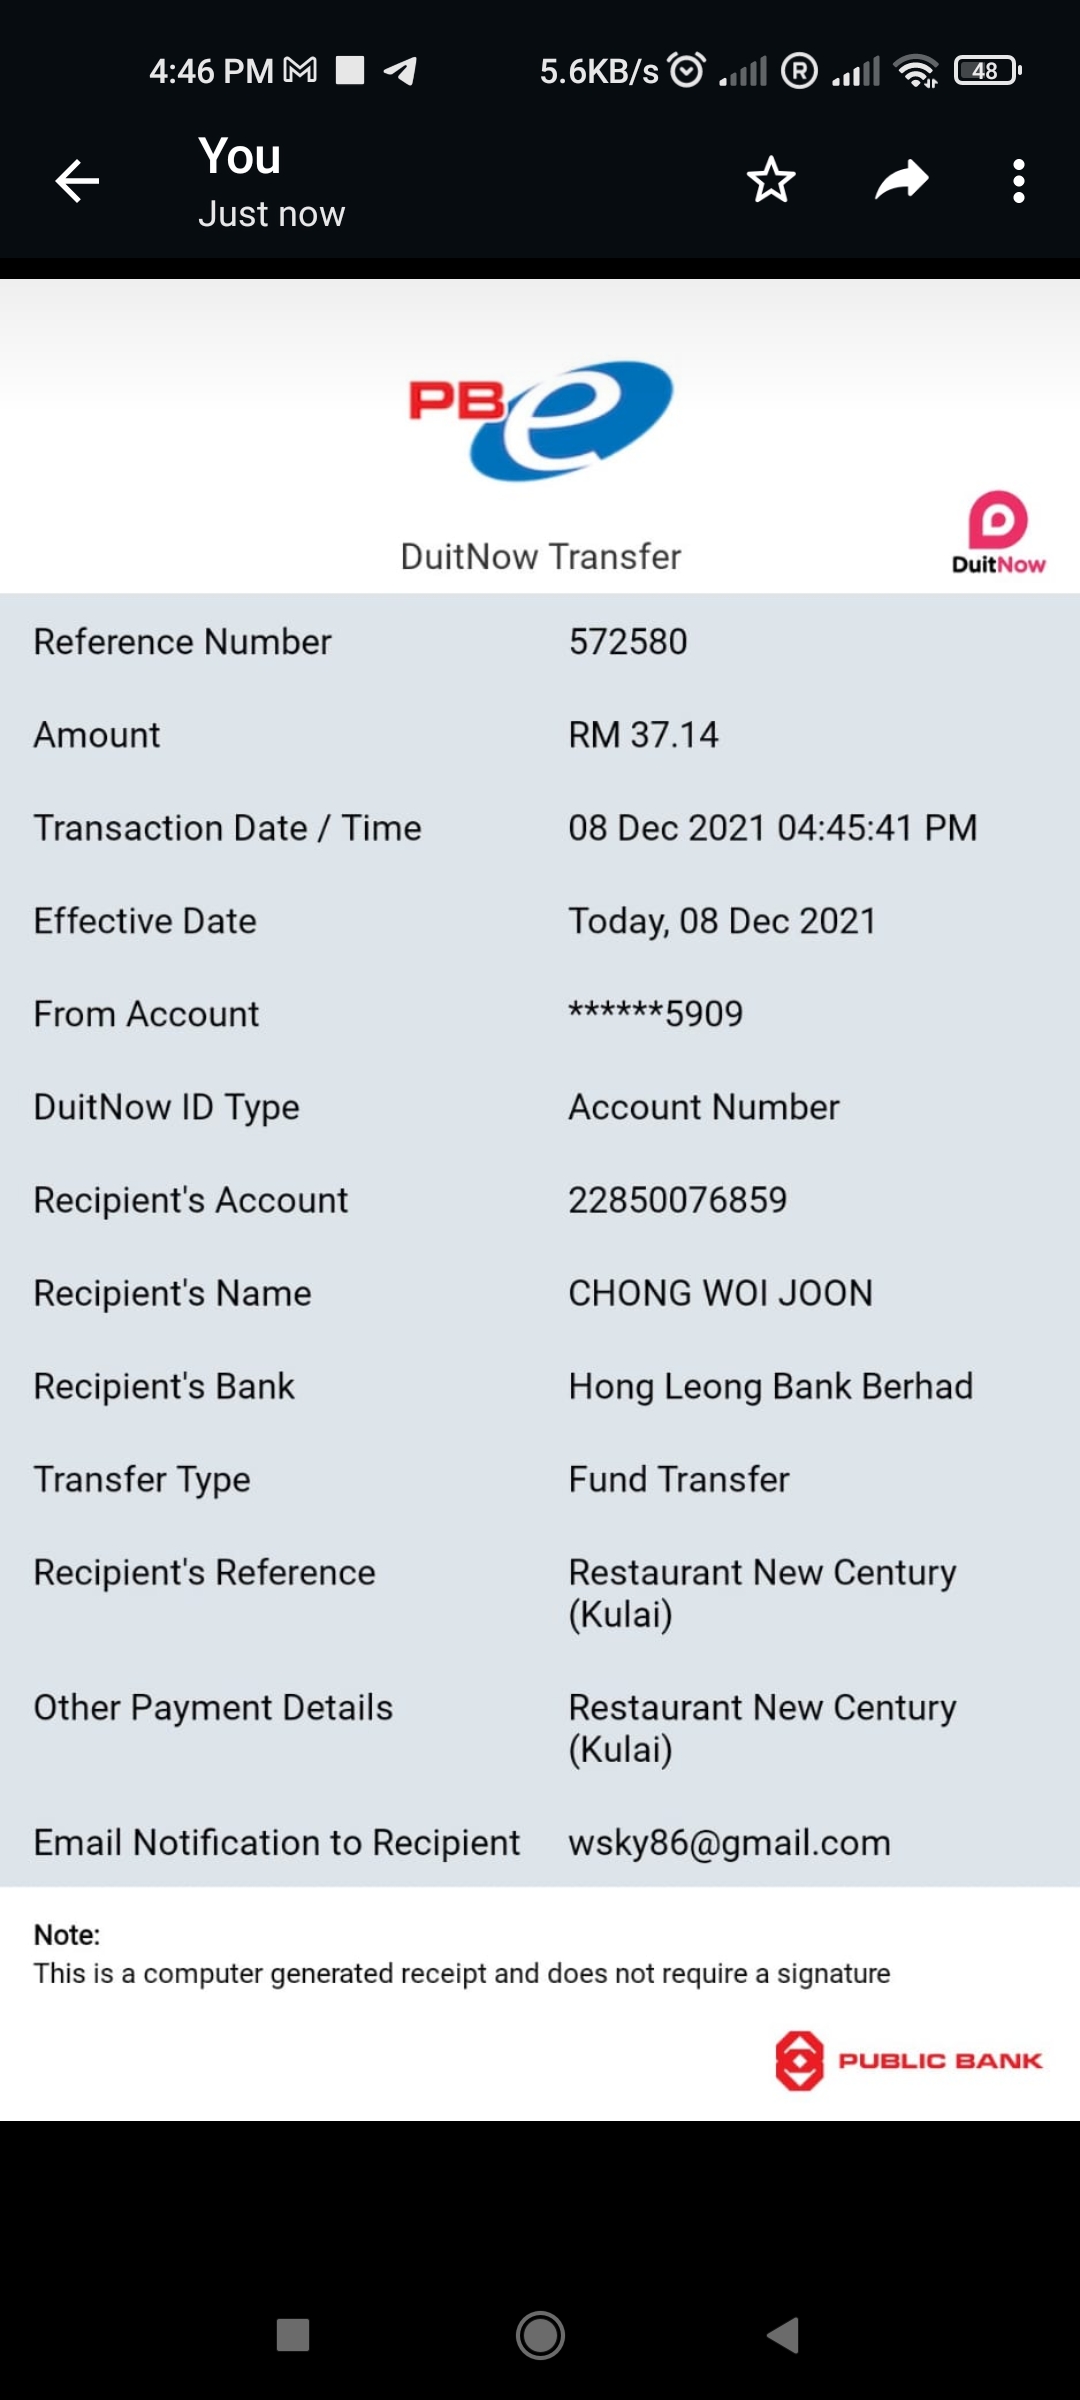 4:46 PM 5.6KB/s R 48
You
Just now
PBe
DuitNow Transfer
DuitNow
Reference Number 572580
Amount RM 37.14
Transaction Date / Time 08 Dec 2021 04:45:41 PM
Effective Date Today, 08 Dec 2021
From Account ******5909
DuitNow ID Type Account Number
Recipient's Account 22850076859
Recipient's Name CHONG WOI JOON
Recipient's Bank Hong Leong Bank Berhad
Transfer Type Fund Transfer
Recipient's Reference Restaurant New Century
(Kulai)
Other Payment Details Restaurant New Century
(Kulai)
Email Notification to Recipient wsky86@gmail.com
Note:
This is a computer generated receipt and does not require a signature
PUBLIC BANK